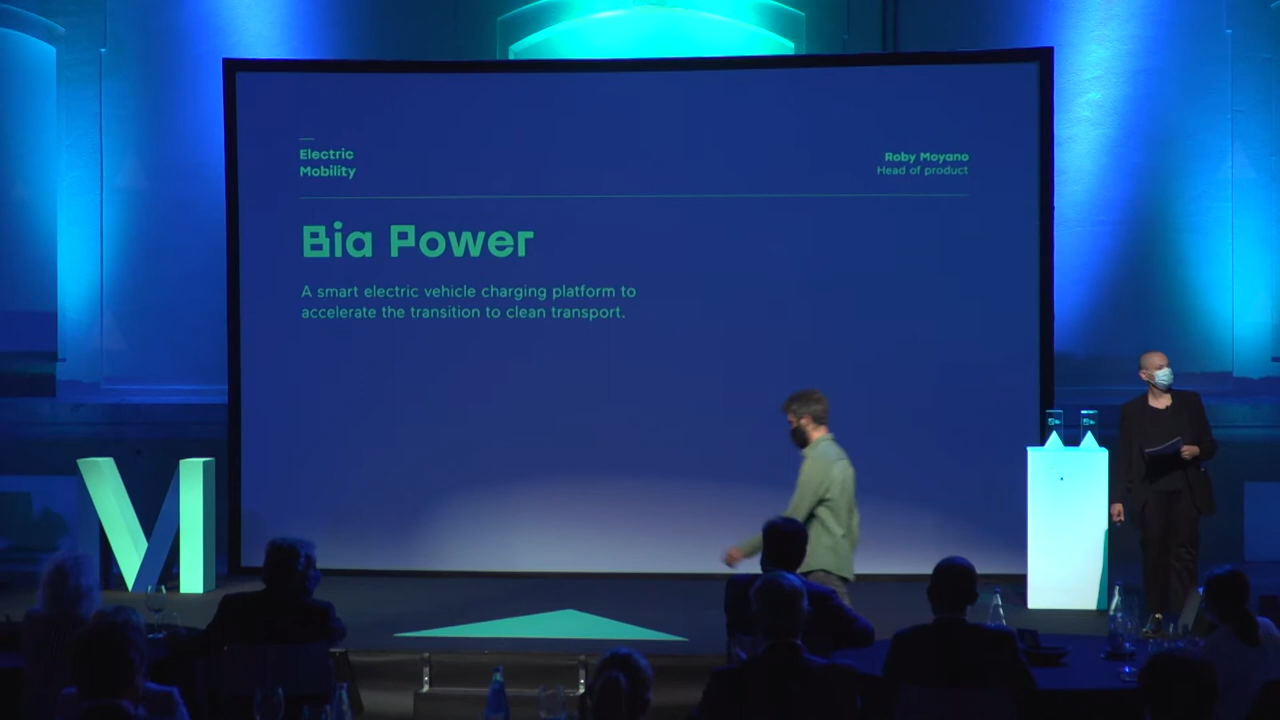 Electric
Mobility
Roby Moyano
Head of product
Bia Power
A smart electric vehicle charging platform to
accelerate the transition to clean transport.